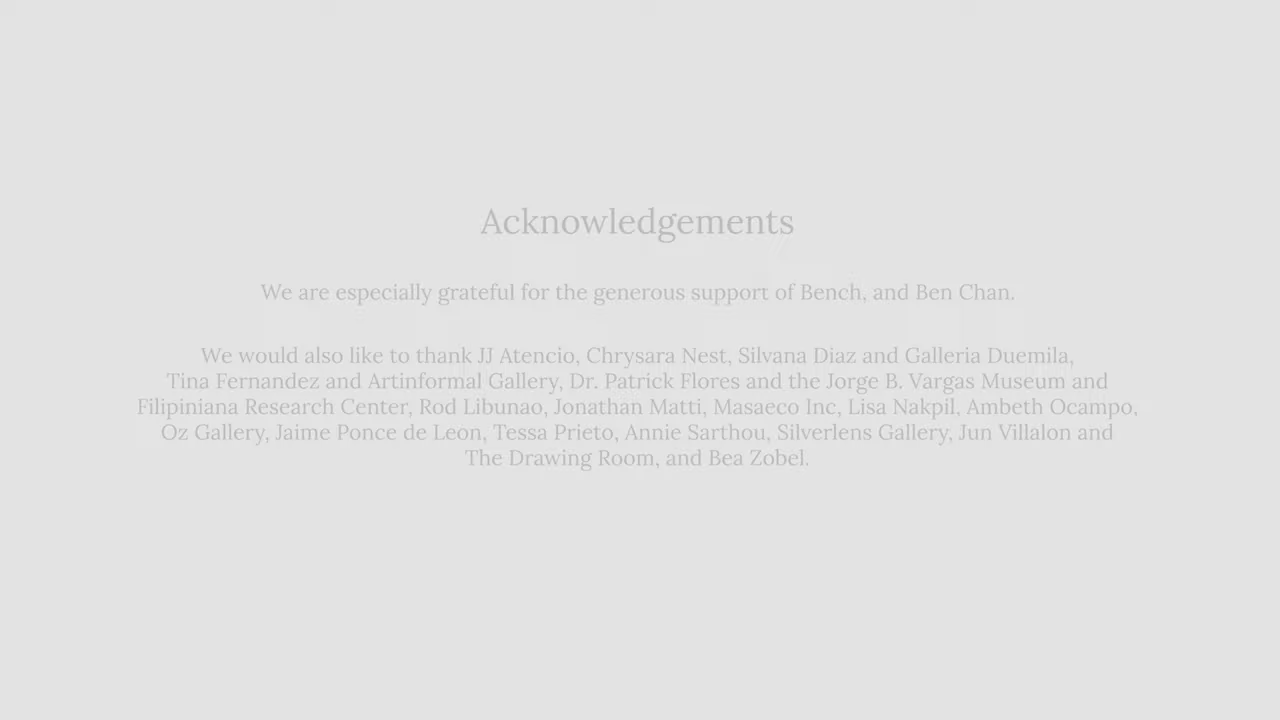 Acknowledgements
We are especially grateful for the generous support of Bench, and Ben Chan.
We would also like to thank JJ Atencio, Chrysara Nest, Silvana Diaz and Galleria Duemila,
Tina Fernandez and Artinformal Gallery, Dr. Patrick Flores and the Jorge B. Vargas Museum and
Filipiniana Research Center, Rod Libunao, Jonathan Matti, Masaeco Inc, Lisa Nakpil, Ambeth Ocampo,
Oz Gallery, Jaime Ponce de Leon, Tessa Prieto, Annie Sarthou, Silverlens Gallery, Jun Villalon and
The Drawing Room, and Bea Zobel.